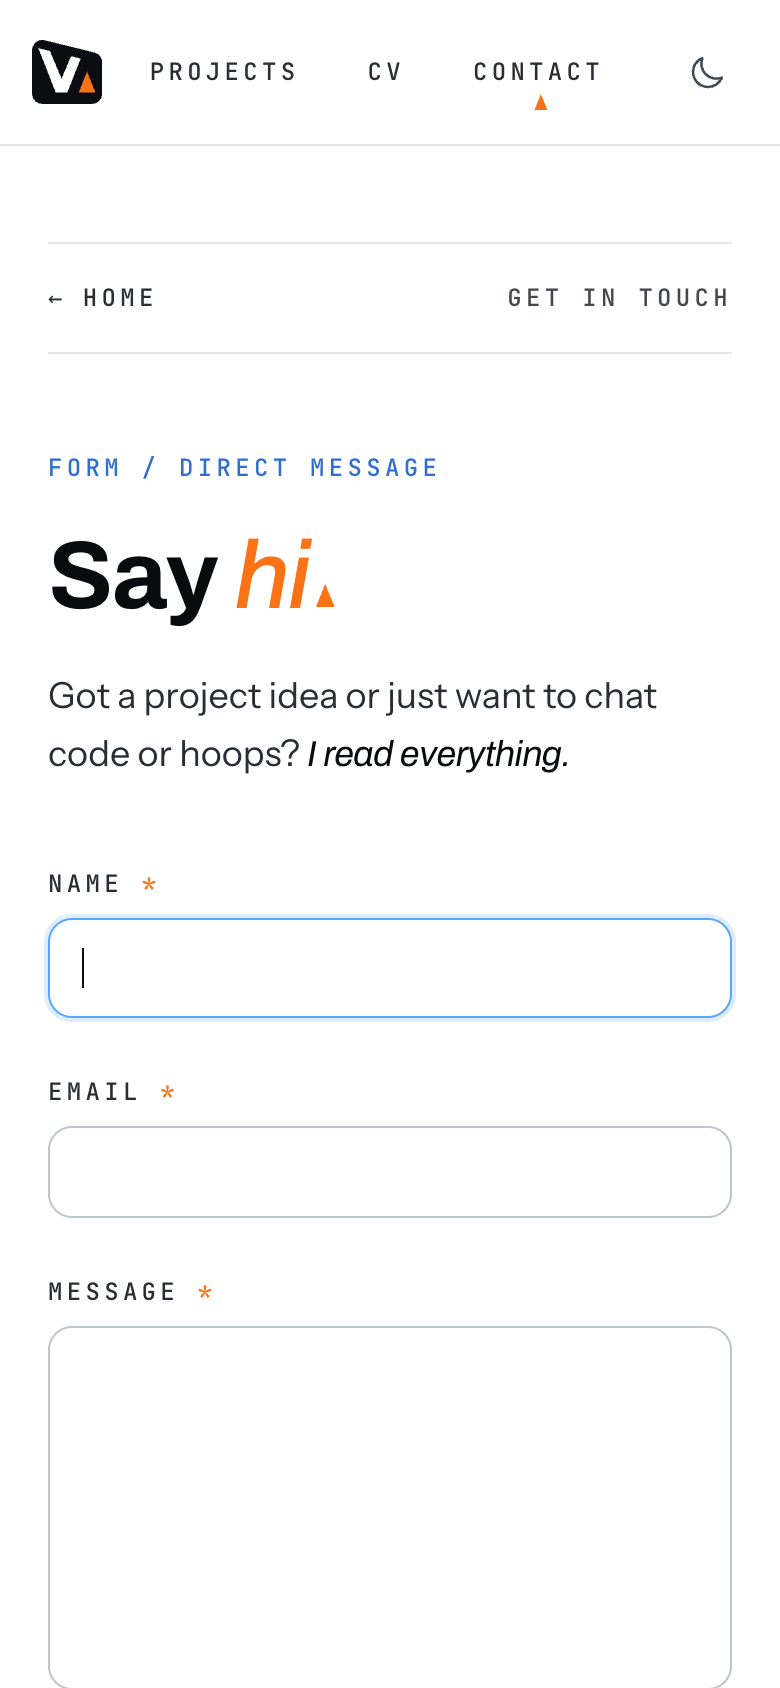 VA
PROJECTS CV CONTACT
← HOME GET IN TOUCH
FORM / DIRECT MESSAGE
Say hi
Got a project idea or just want to chat
code or hoops? I read everything.
NAME *
EMAIL *
MESSAGE *